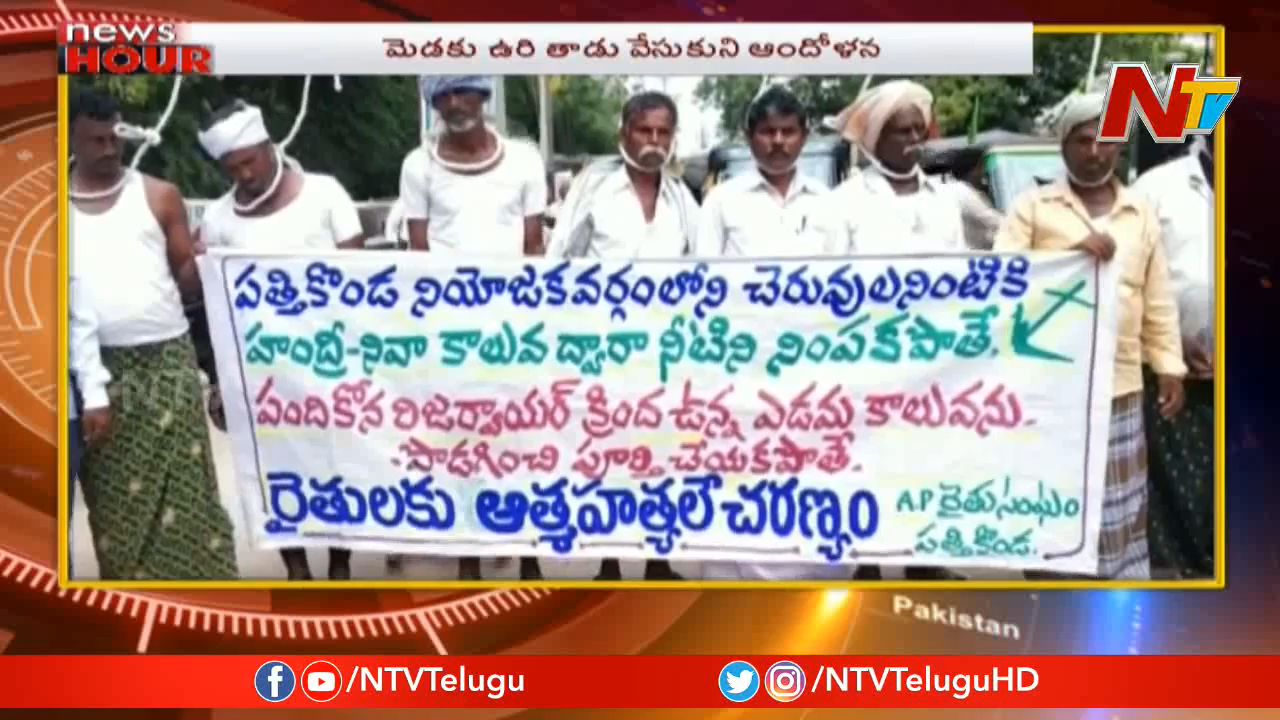 news
HOUR
మెడకు ఉరి తాడు వేసుకుని ఆందోళన
NTV
పత్తికొండ నియోజకవర్గంలోని చెరువులనింటికి
హంద్రీ-నివా కాలువ ద్వారా నీటిని నింపకపోతే.
పందికోన రిజర్వాయర్ క్రింద ఉన్న ఎడమ కాలువను.
-పొడగించి పూర్తి చేయకపోతే.
రైతులకు ఆత్మహత్యలే చరణ్యం
A.P రైతు సంఘం
పత్తికొండ.
Pakistan
/NTVTelugu
/NTVTeluguHD